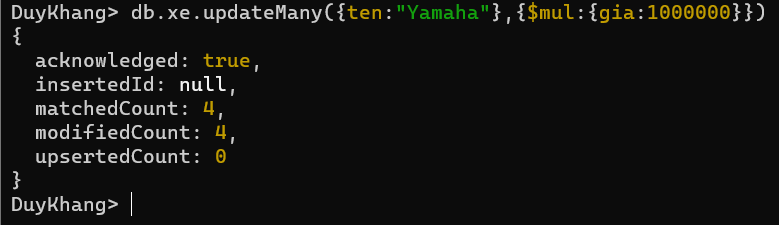 DuyKhang> db.xe.updateMany({ten:"Yamaha"},{$mul:{gia:1000000}})
{
  acknowledged: true,
  insertedId: null,
  matchedCount: 4,
  modifiedCount: 4,
  upsertedCount: 0
}
DuyKhang>